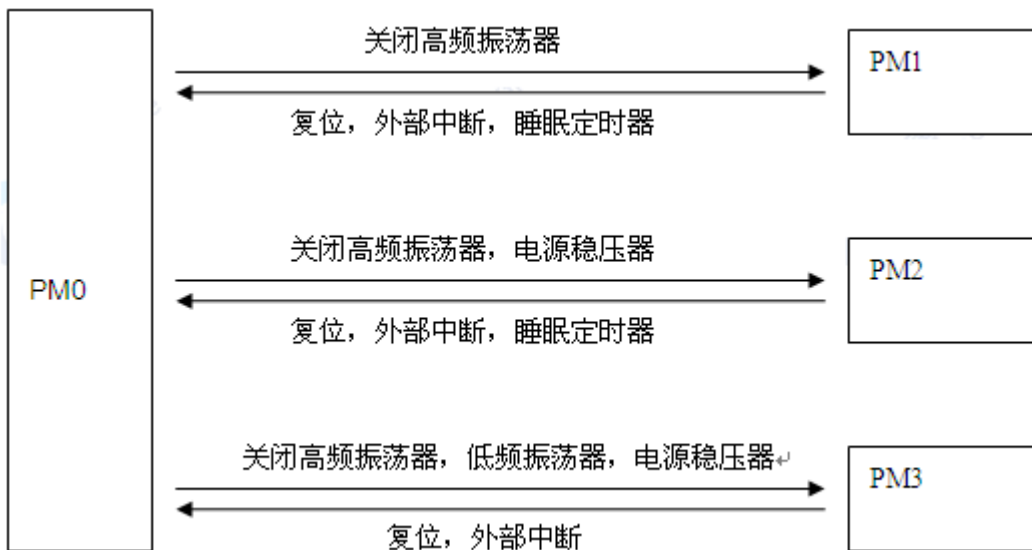 关闭高频振荡器
PM1
复位，外部中断，睡眠定时器
关闭高频振荡器，电源稳压器
PM2
PM0
复位，外部中断，睡眠定时器
关闭高频振荡器，低频振荡器，电源稳压器↵
PM3
复位，外部中断